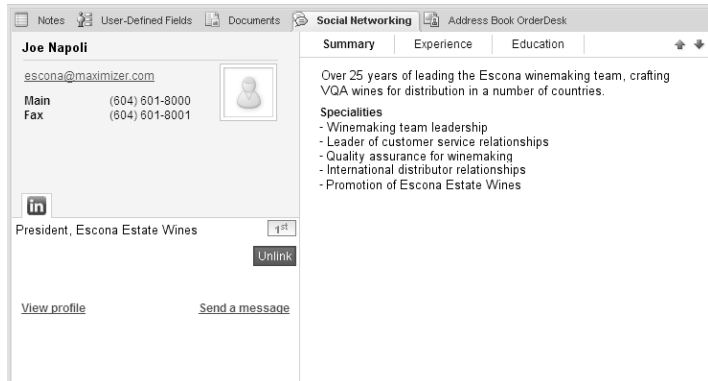 Notes User-Defined Fields Documents Social Networking Address Book OrderDesk
Joe Napoli
escona@maximizer.com
Main (604) 601-8000
Fax (604) 601-8001
in
President, Escona Estate Wines 1st
Unlink
View profile Send a message
Summary Experience Education
Over 25 years of leading the Escona winemaking team, crafting
VQA wines for distribution in a number of countries.
Specialities
- Winemaking team leadership
- Leader of customer service relationships
- Quality assurance for winemaking
- International distributor relationships
- Promotion of Escona Estate Wines